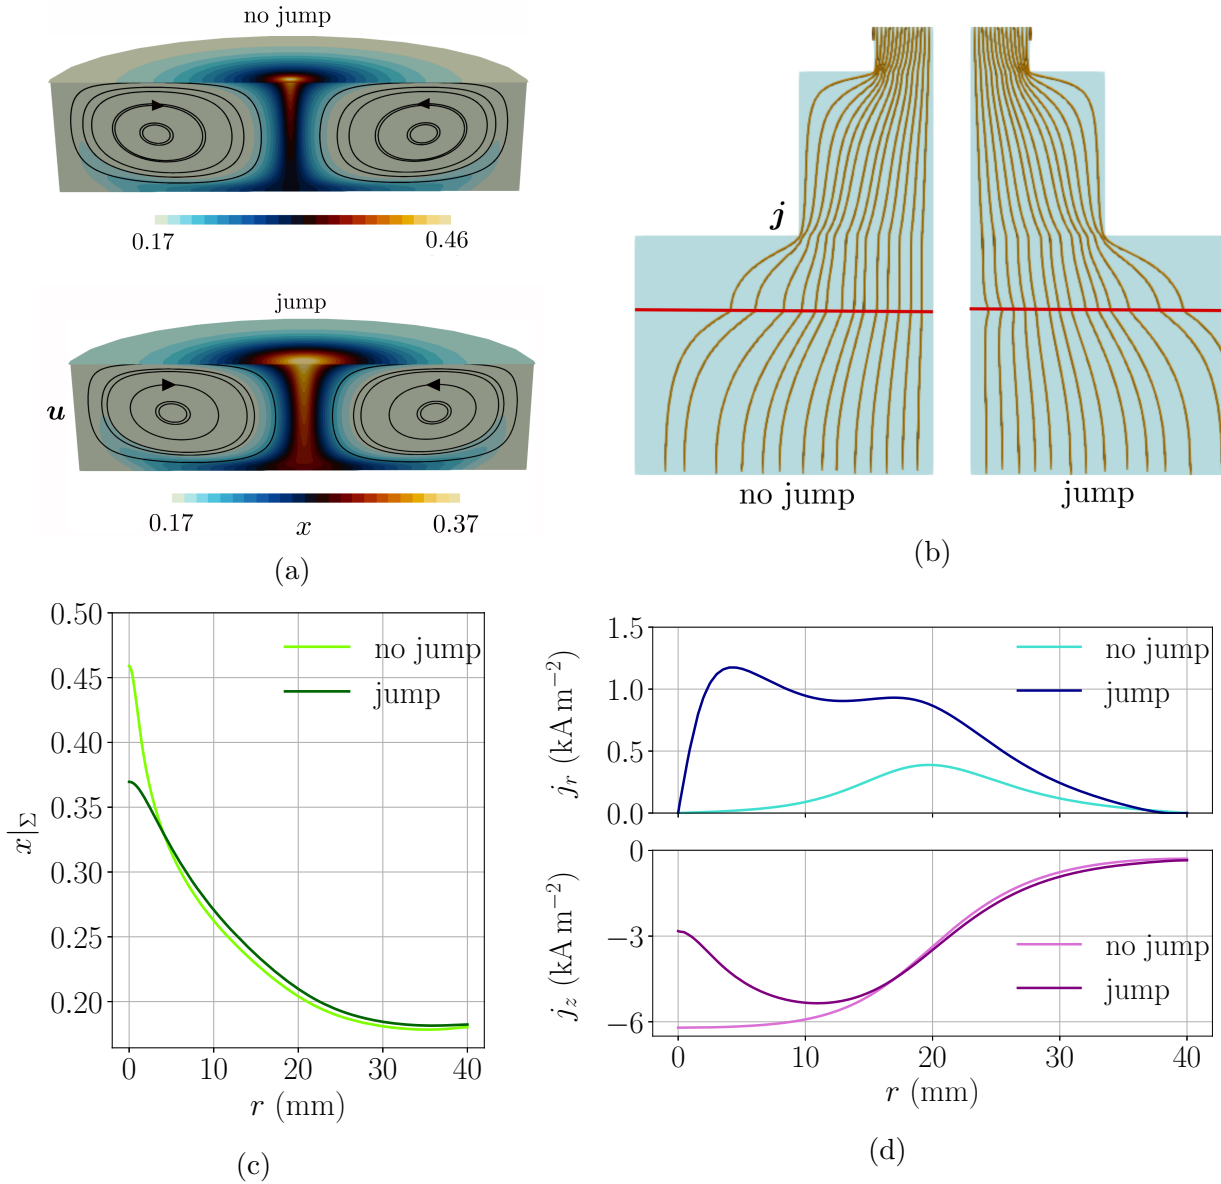 no jump
0.17 0.46
jump
u
0.17 x 0.37
(a)
j
no jump jump
(b)
0.50
0.45
0.40
0.35
0.30
0.25
0.20
x|Σ
no jump
jump
0 10 20 30 40
r (mm)
(c)
1.5
1.0
0.5
0.0
j_r (kA m⁻²)
no jump
jump
0
−3
−6
j_z (kA m⁻²)
no jump
jump
0 10 20 30 40
r (mm)
(d)